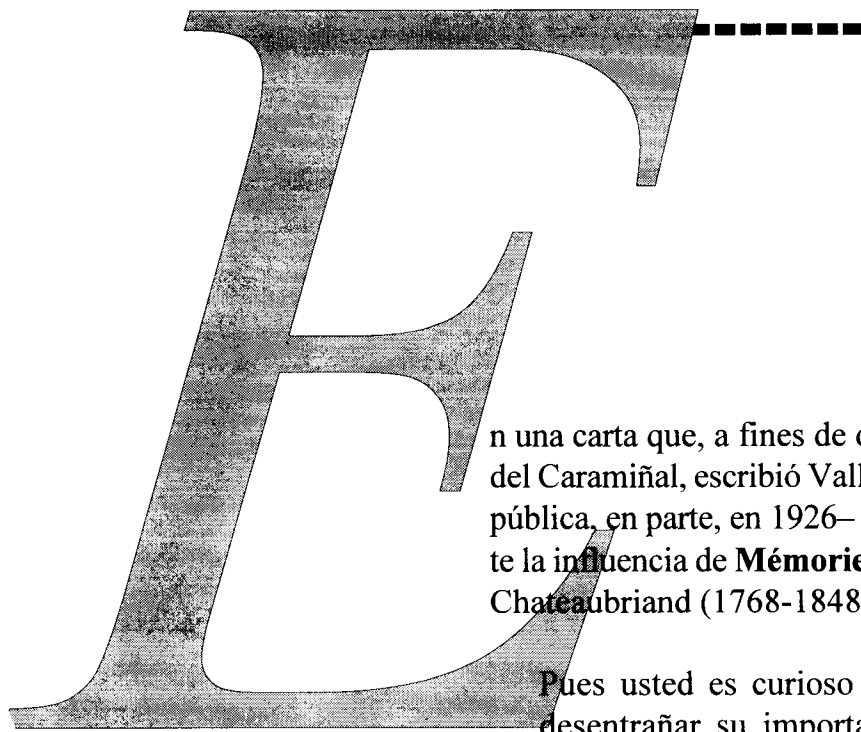 En una carta que, a fines de
del Caramiñal, escribió Vall
pública, en parte, en 1926–
te la influencia de Mémorie
Chateaubriand (1768-1848
Pues usted es curioso
desentrañar su importa